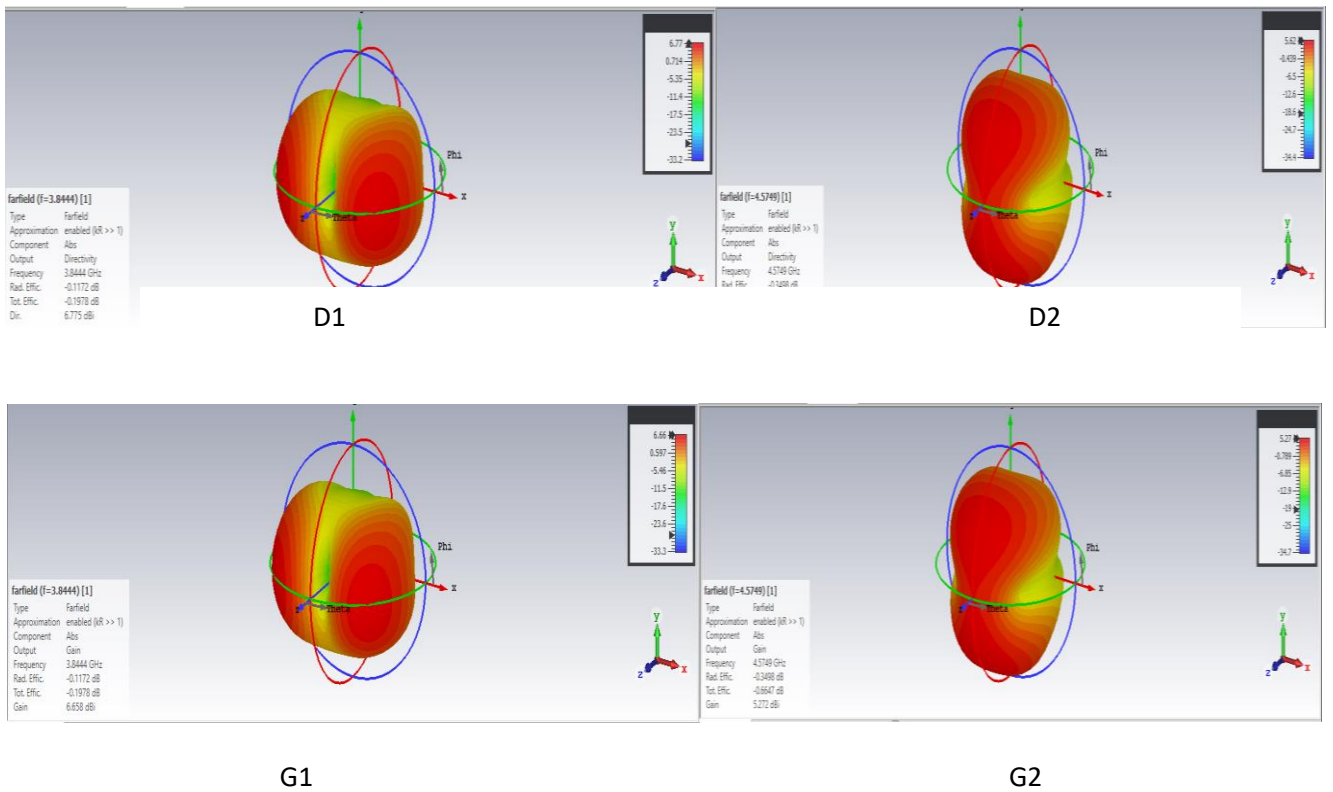 6.77
0.714
-5.35
-11.4
-17.5
-23.5
-33.2
Phi
x
z
Theta
y
z
x
farfield (f=3.8444) [1]
Type Farfield
Approximation enabled (kR >> 1)
Component Abs
Output Directivity
Frequency 3.8444 GHz
Rad. Effic. -0.1172 dB
Tot. Effic. -0.1978 dB
Dir. 6.775 dBi
D1
5.62
-0.439
-6.5
-12.6
-18.6
-24.7
-34.4
Phi
x
z
Theta
y
z
x
farfield (f=4.5749) [1]
Type Farfield
Approximation enabled (kR >> 1)
Component Abs
Output Directivity
Frequency 4.5749 GHz
Rad. Effic. -0.3498 dB
D2
6.66
0.597
-5.46
-11.5
-17.6
-23.6
-33.3
Phi
x
z
Theta
y
z
x
farfield (f=3.8444) [1]
Type Farfield
Approximation enabled (kR >> 1)
Component Abs
Output Gain
Frequency 3.8444 GHz
Rad. Effic. -0.1172 dB
Tot. Effic. -0.1978 dB
Gain 6.658 dBi
G1
5.27
-0.789
-6.85
-12.9
-19
-25
-34.7
Phi
x
z
Theta
y
z
x
farfield (f=4.5749) [1]
Type Farfield
Approximation enabled (kR >> 1)
Component Abs
Output Gain
Frequency 4.5749 GHz
Rad. Effic. -0.3498 dB
Tot. Effic. -0.6647 dB
Gain 5.272 dBi
G2